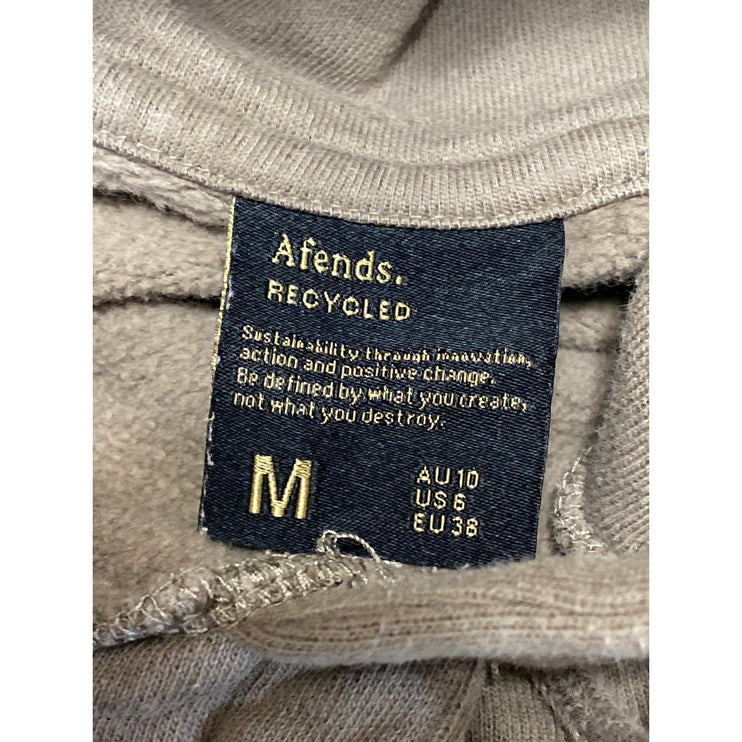 Afends.
RECYCLED
Sustainability through innovation,
action and positive change.
Be defined by what you create,
not what you destroy.
M
AU 10
US 6
EU 38